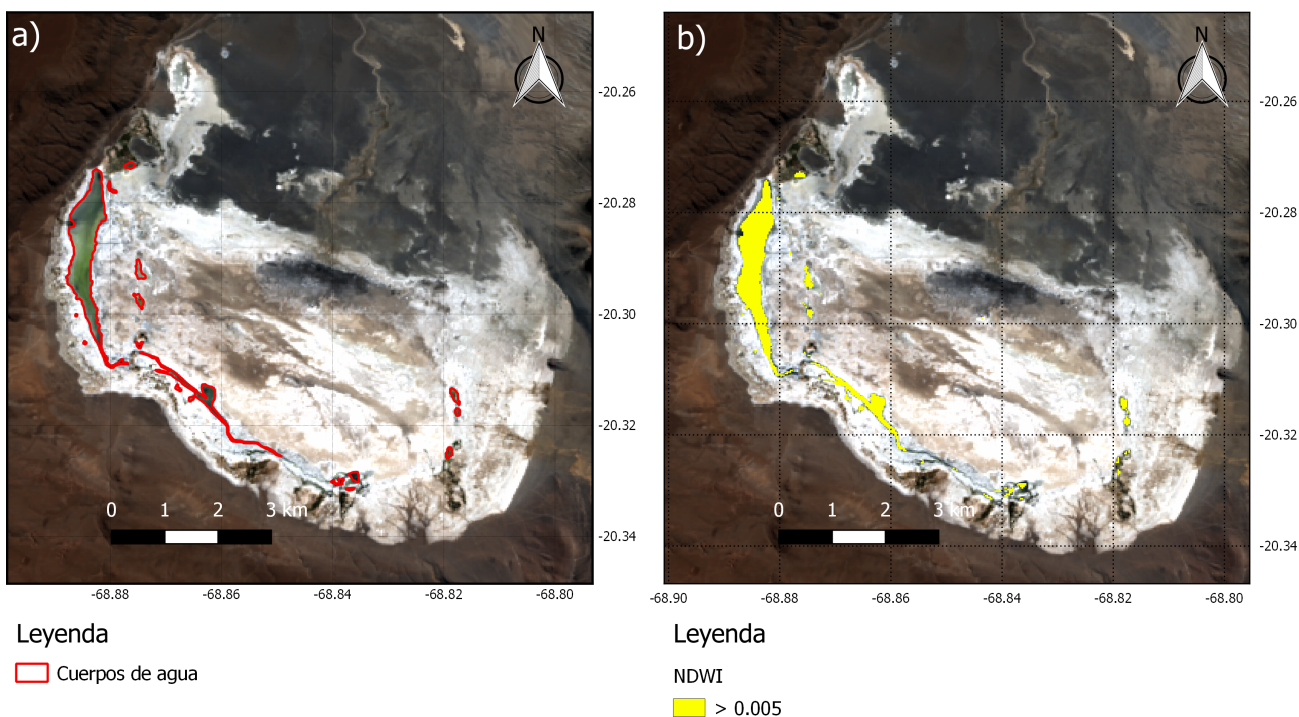 a)
N
-20.26
-20.28
-20.30
-20.32
-20.34
0 1 2 3 km
-68.88 -68.86 -68.84 -68.82 -68.80
Leyenda
Cuerpos de agua
b)
N
-20.26
-20.28
-20.30
-20.32
-20.34
0 1 2 3 km
-68.90 -68.88 -68.86 -68.84 -68.82 -68.80
Leyenda
NDWI
> 0.005